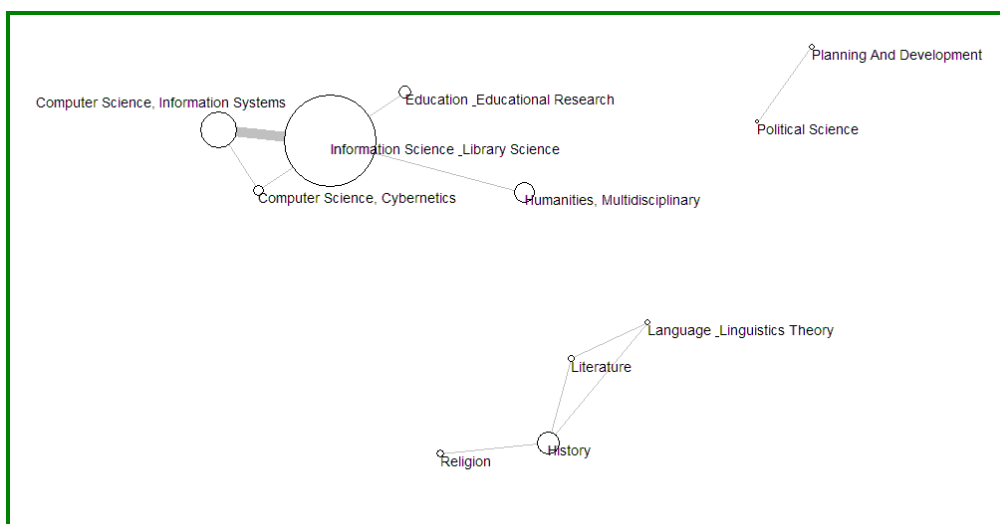 Planning And Development
Computer Science, Information Systems
Education _Educational Research
Political Science
Information Science _Library Science
Computer Science, Cybernetics
Humanities, Multidisciplinary
Language _Linguistics Theory
Literature
History
Religion